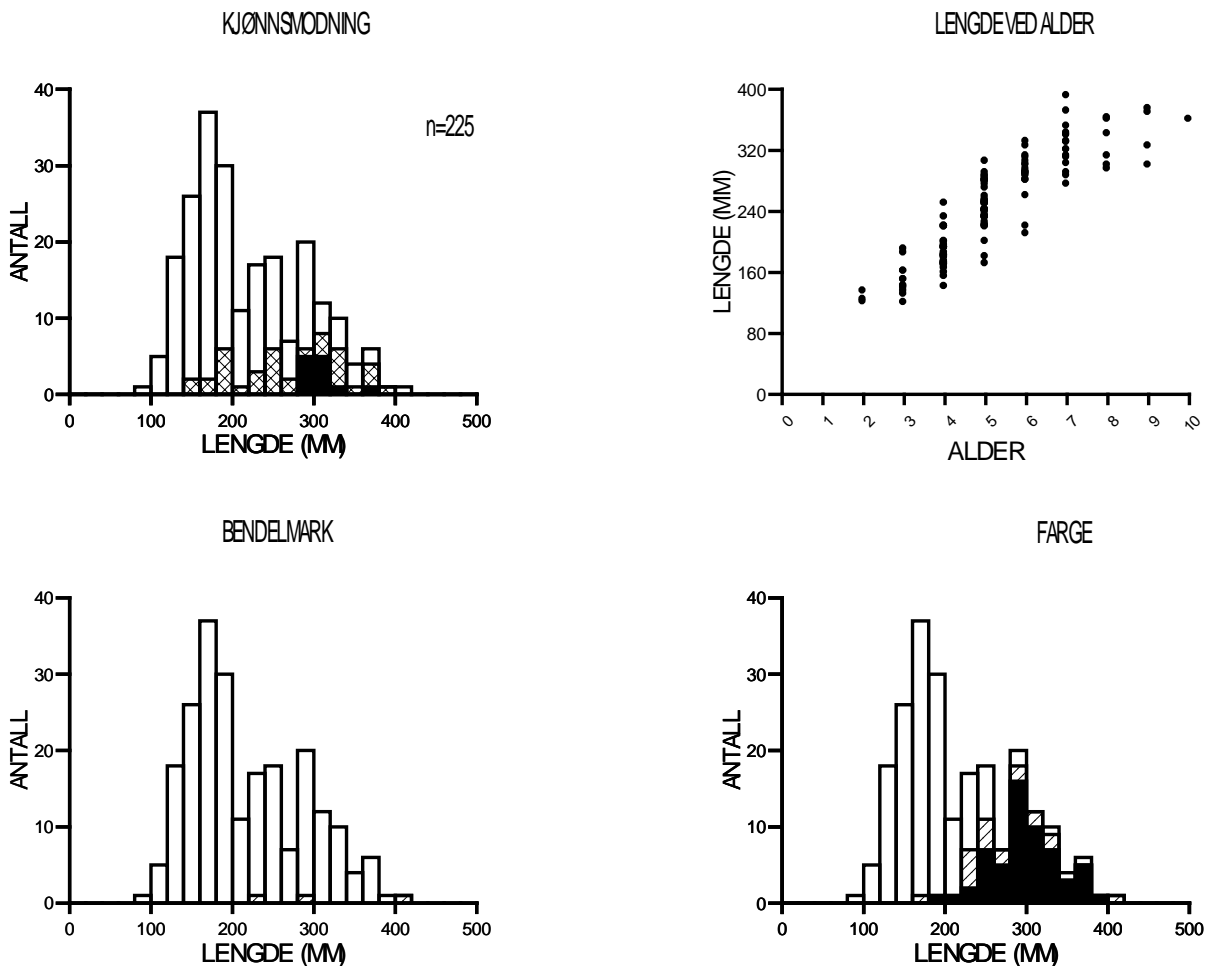 KJØNNSMODNING
n=225
ANTALL
40
30
20
10
0
0 100 200 300 400 500
LENGDE (MM)
LENGDE VED ALDER
LENGDE (MM)
400
320
240
160
80
0
0 1 2 3 4 5 6 7 8 9 10
ALDER
BENDELMARK
ANTALL
40
30
20
10
0
0 100 200 300 400 500
LENGDE (MM)
FARGE
ANTALL
40
30
20
10
0
0 100 200 300 400 500
LENGDE (MM)